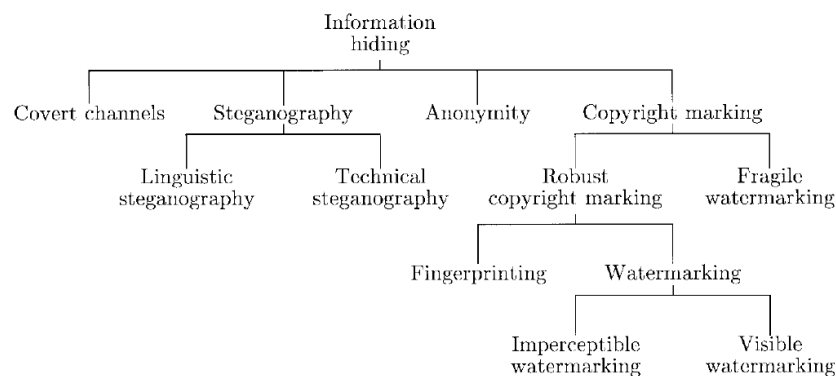 Information
hiding
Covert channels
Steganography
Anonymity
Copyright marking
Linguistic
steganography
Technical
steganography
Robust
copyright marking
Fragile
watermarking
Fingerprinting
Watermarking
Imperceptible
watermarking
Visible
watermarking